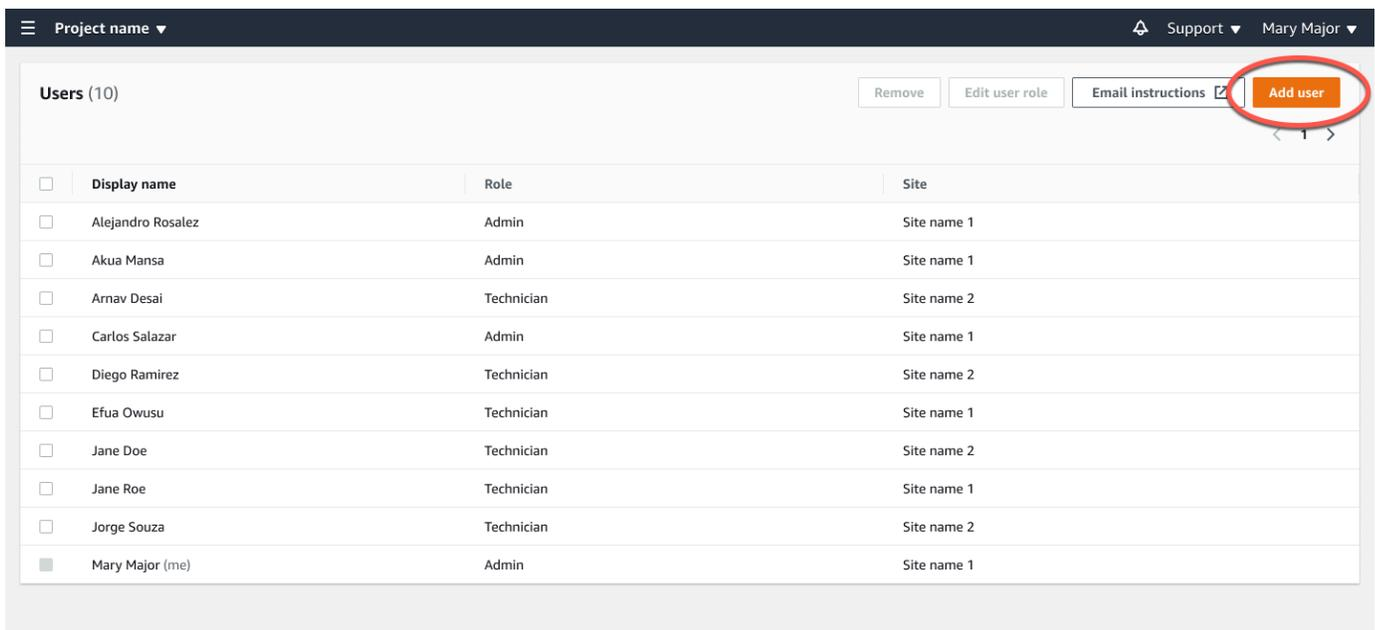 Project name Support Mary Major
Users (10) Remove Edit user role Email instructions Add user
1
Display name Role Site
Alejandro Rosalez Admin Site name 1
Akua Mansa Admin Site name 1
Arnav Desai Technician Site name 2
Carlos Salazar Admin Site name 1
Diego Ramirez Technician Site name 2
Efua Owusu Technician Site name 1
Jane Doe Technician Site name 2
Jane Roe Technician Site name 1
Jorge Souza Technician Site name 2
Mary Major (me) Admin Site name 1